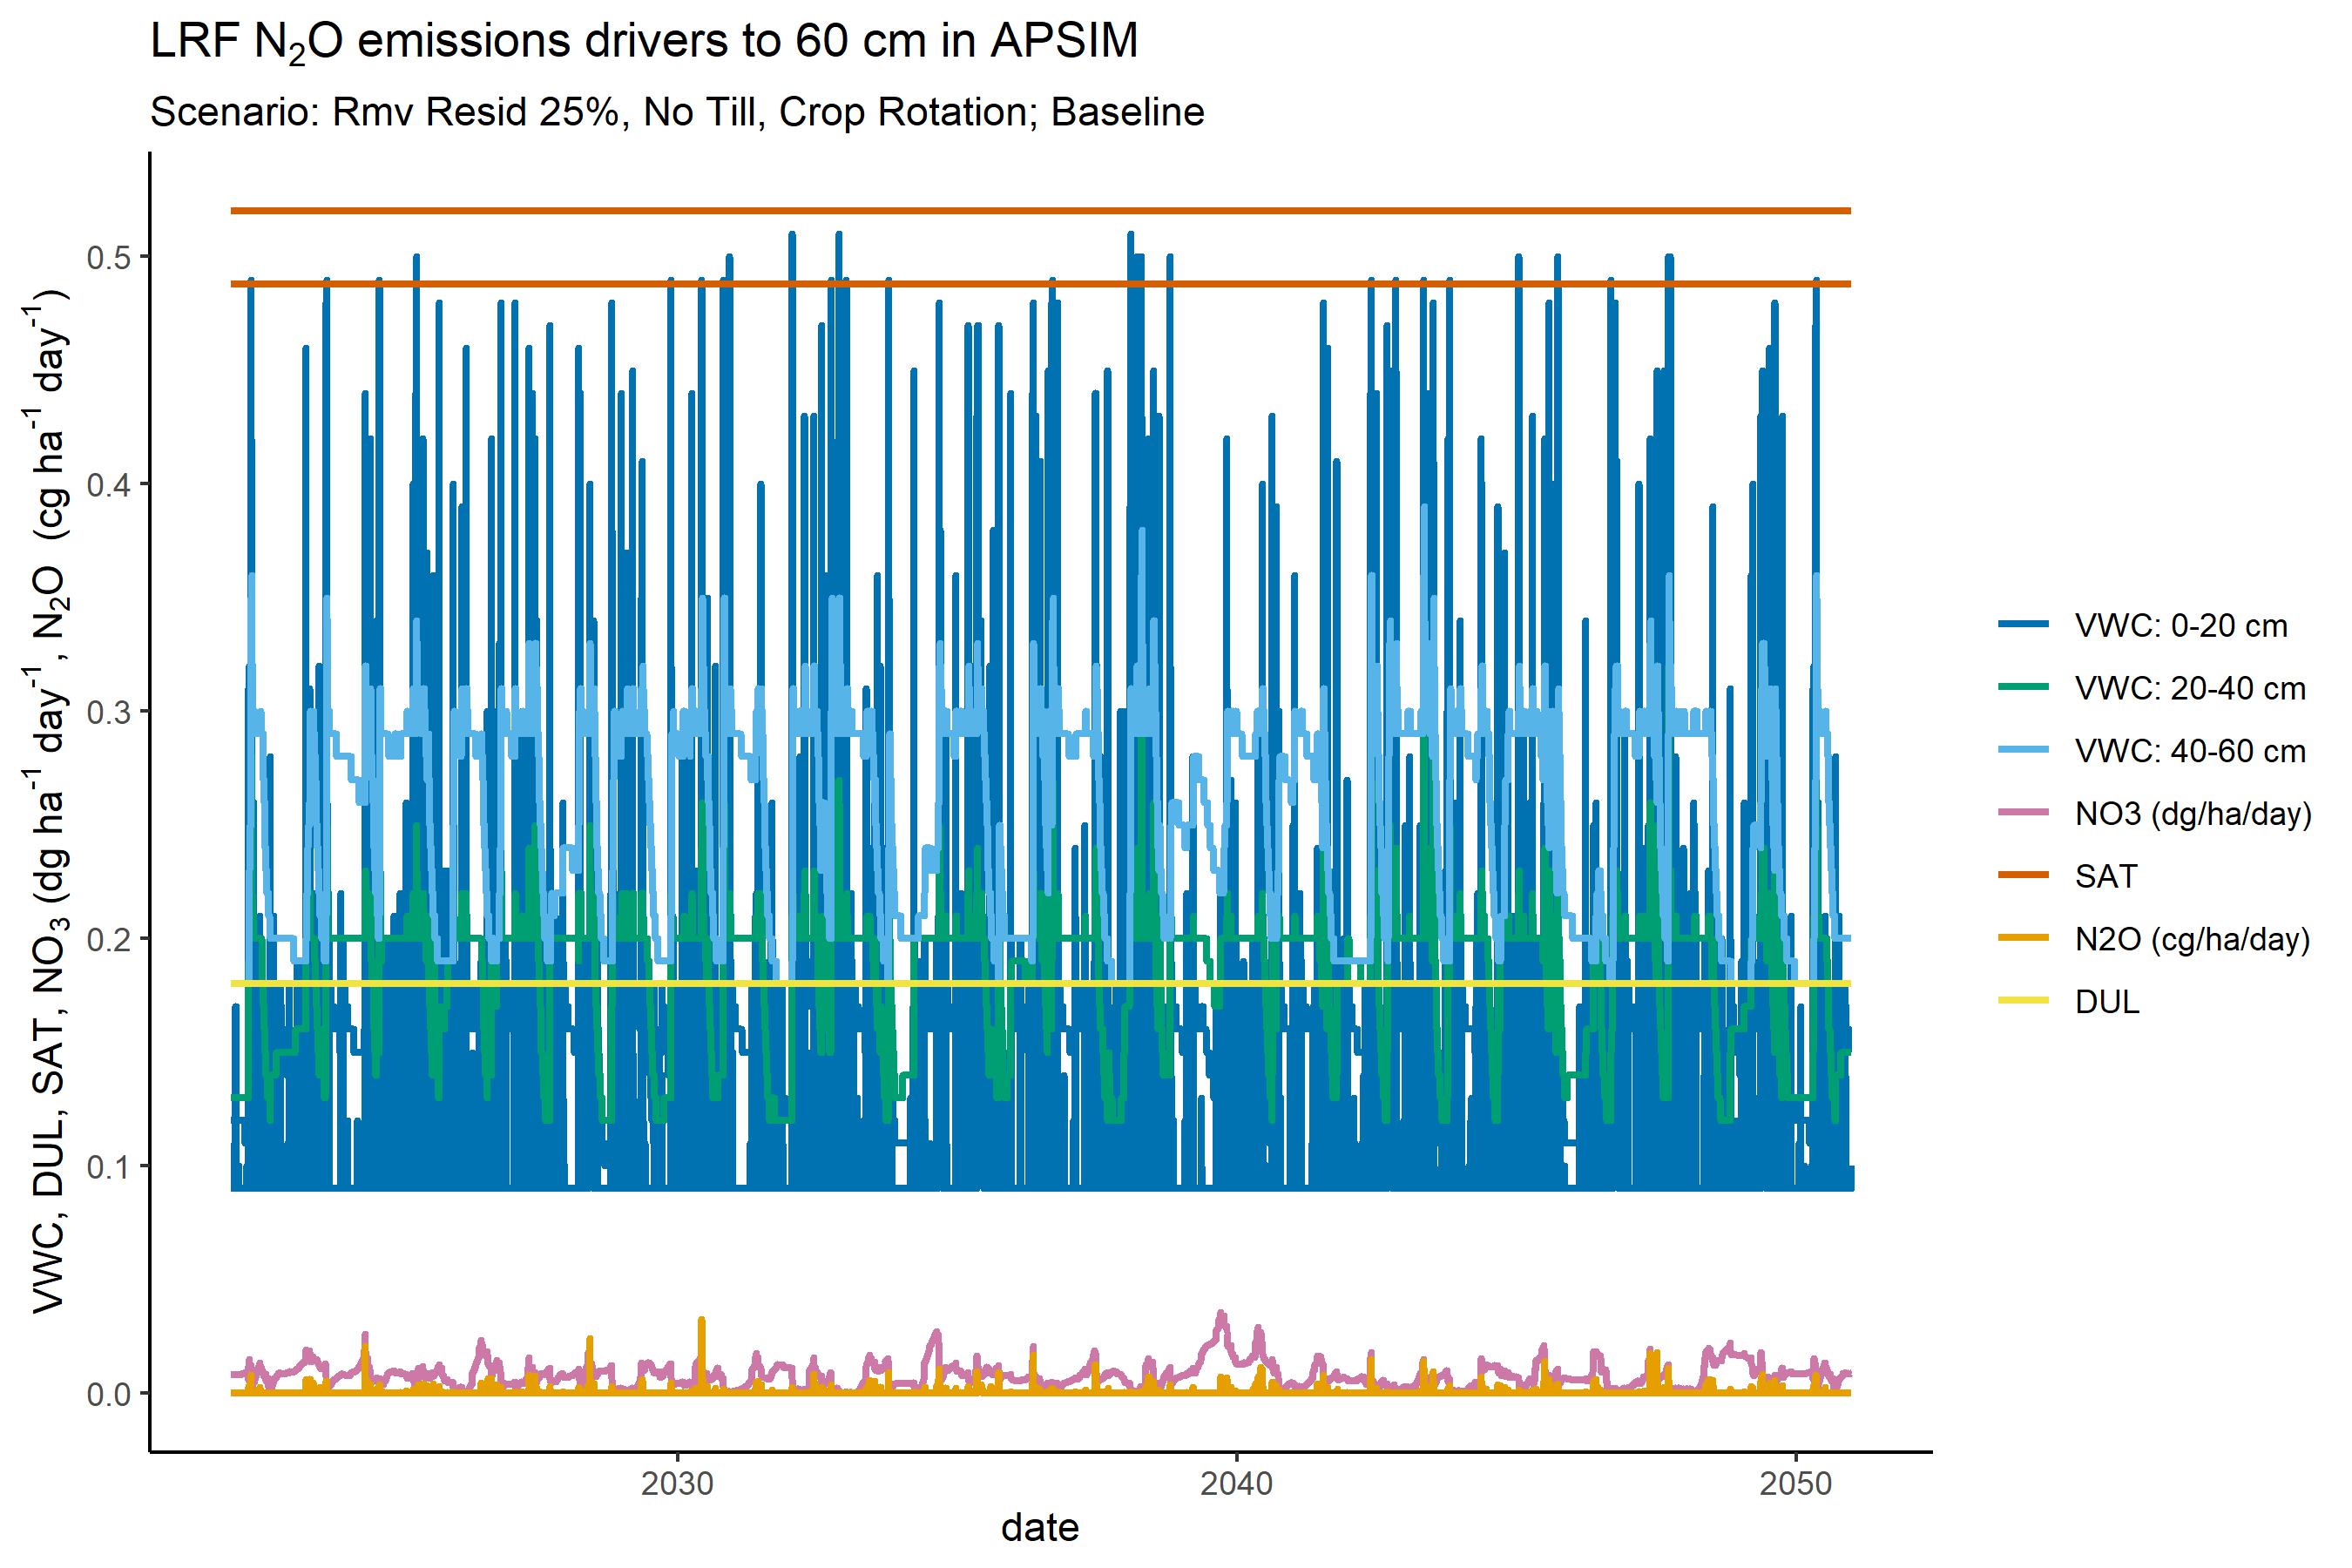 LRF N₂O emissions drivers to 60 cm in APSIM
Scenario: Rmv Resid 25%, No Till, Crop Rotation; Baseline
VWC, DUL, SAT, NO₃ (dg ha⁻¹ day⁻¹, N₂O (cg ha⁻¹ day⁻¹)
0.5
0.4
0.3
0.2
0.1
0.0
2030 2040 2050
date
VWC: 0-20 cm
VWC: 20-40 cm
VWC: 40-60 cm
NO3 (dg/ha/day)
SAT
N2O (cg/ha/day)
DUL